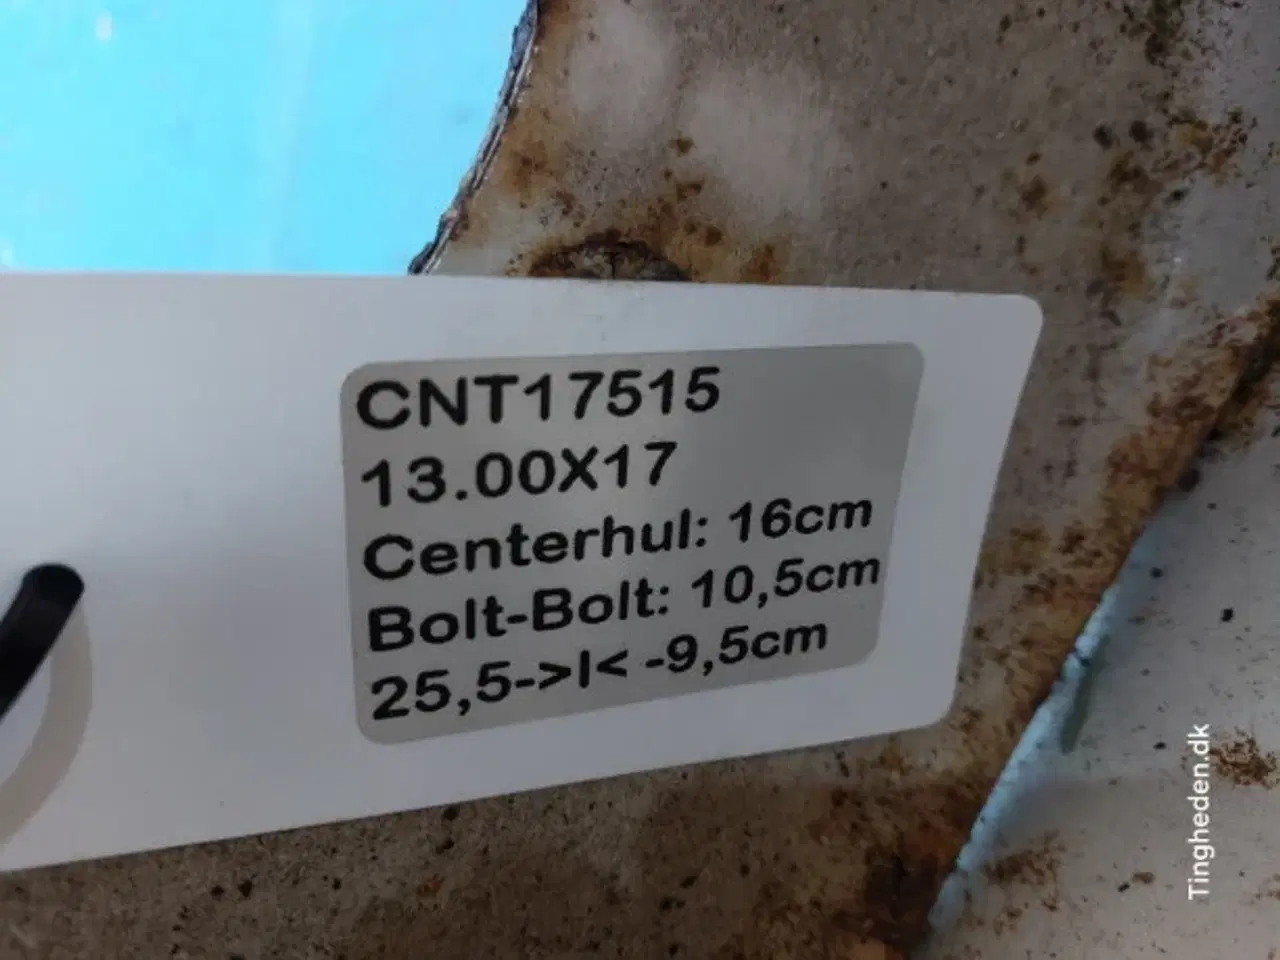 CNT17515
13.00X17
Centerhul: 16cm
Bolt-Bolt: 10,5cm
25,5->|< -9,5cm
Tingheden.dk